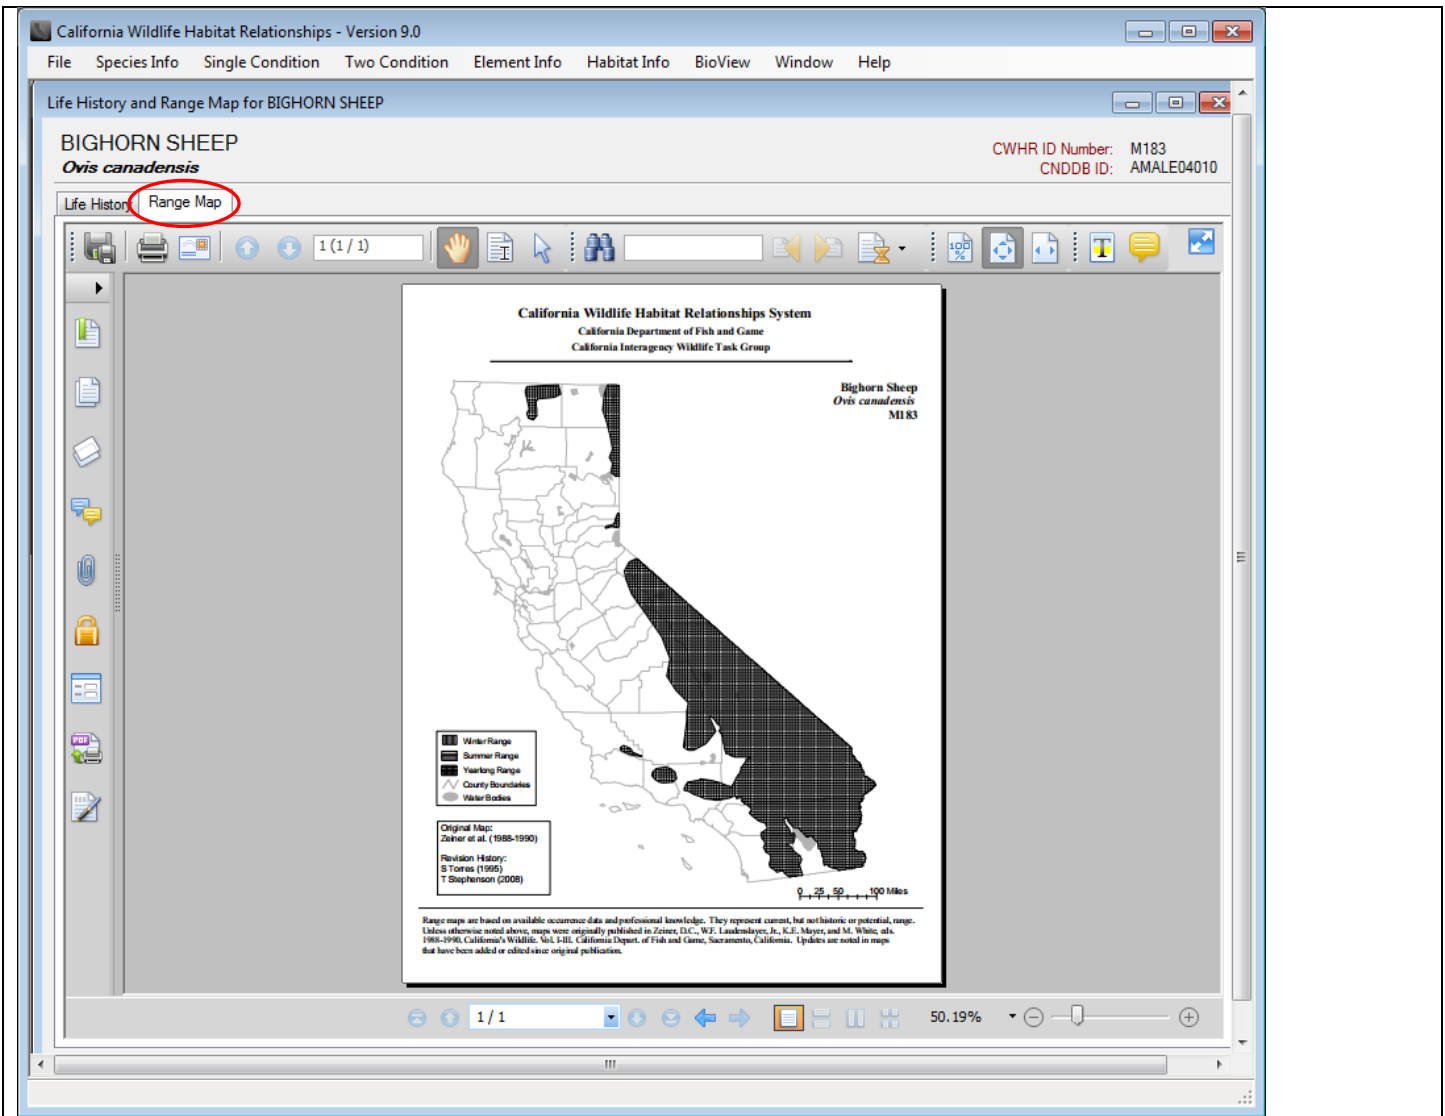 California Wildlife Habitat Relationships - Version 9.0
File Species Info Single Condition Two Condition Element Info Habitat Info BioView Window Help
Life History and Range Map for BIGHORN SHEEP
BIGHORN SHEEP
Ovis canadensis
CWHR ID Number: M183
CNDDB ID: AMALE04010
Life History Range Map
1 (1 / 1)
100 %
T
California Wildlife Habitat Relationships System
California Department of Fish and Game
California Interagency Wildlife Task Group
Bighorn Sheep
Ovis canadensis
M183
Winter Range
Summer Range
Yearlong Range
County Boundaries
Water Bodies
Original Map:
Zeiner et al. (1988-1990)
Revision History:
S Torres (1995)
T Stephenson (2008)
0 25 50 100 Miles
Range maps are based on available occurrence data and professional knowledge. They represent current, but not historic or potential, range.
Unless otherwise noted above, maps were originally published in Zeiner, D.C., W.F. Laudenslayer, Jr., K.E. Mayer, and M. White, eds.
1988-1990. California's Wildlife. Vol. I-III. California Depart. of Fish and Game, Sacramento, California. Updates are noted in maps
that have been added or edited since original publication.
PDF
1 / 1
50.19%